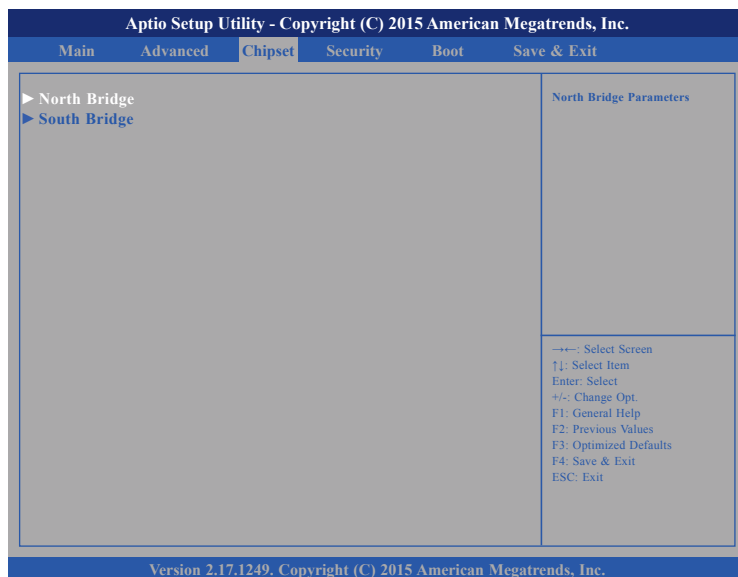 Aptio Setup Utility - Copyright (C) 2015 American Megatrends, Inc.
Main Advanced Chipset Security Boot Save & Exit
► North Bridge
► South Bridge
North Bridge Parameters
→←: Select Screen
↑↓: Select Item
Enter: Select
+/-: Change Opt.
F1: General Help
F2: Previous Values
F3: Optimized Defaults
F4: Save & Exit
ESC: Exit
Version 2.17.1249. Copyright (C) 2015 American Megatrends, Inc.